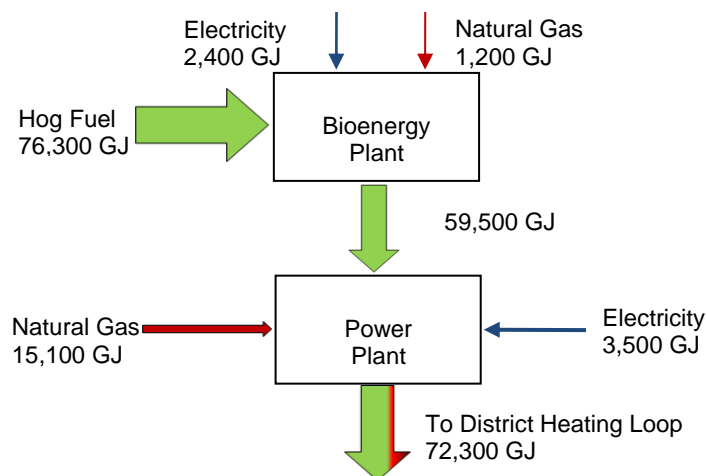 Electricity
2,400 GJ
Natural Gas
1,200 GJ
Hog Fuel
76,300 GJ
Bioenergy
Plant
59,500 GJ
Natural Gas
15,100 GJ
Power
Plant
Electricity
3,500 GJ
To District Heating Loop
72,300 GJ